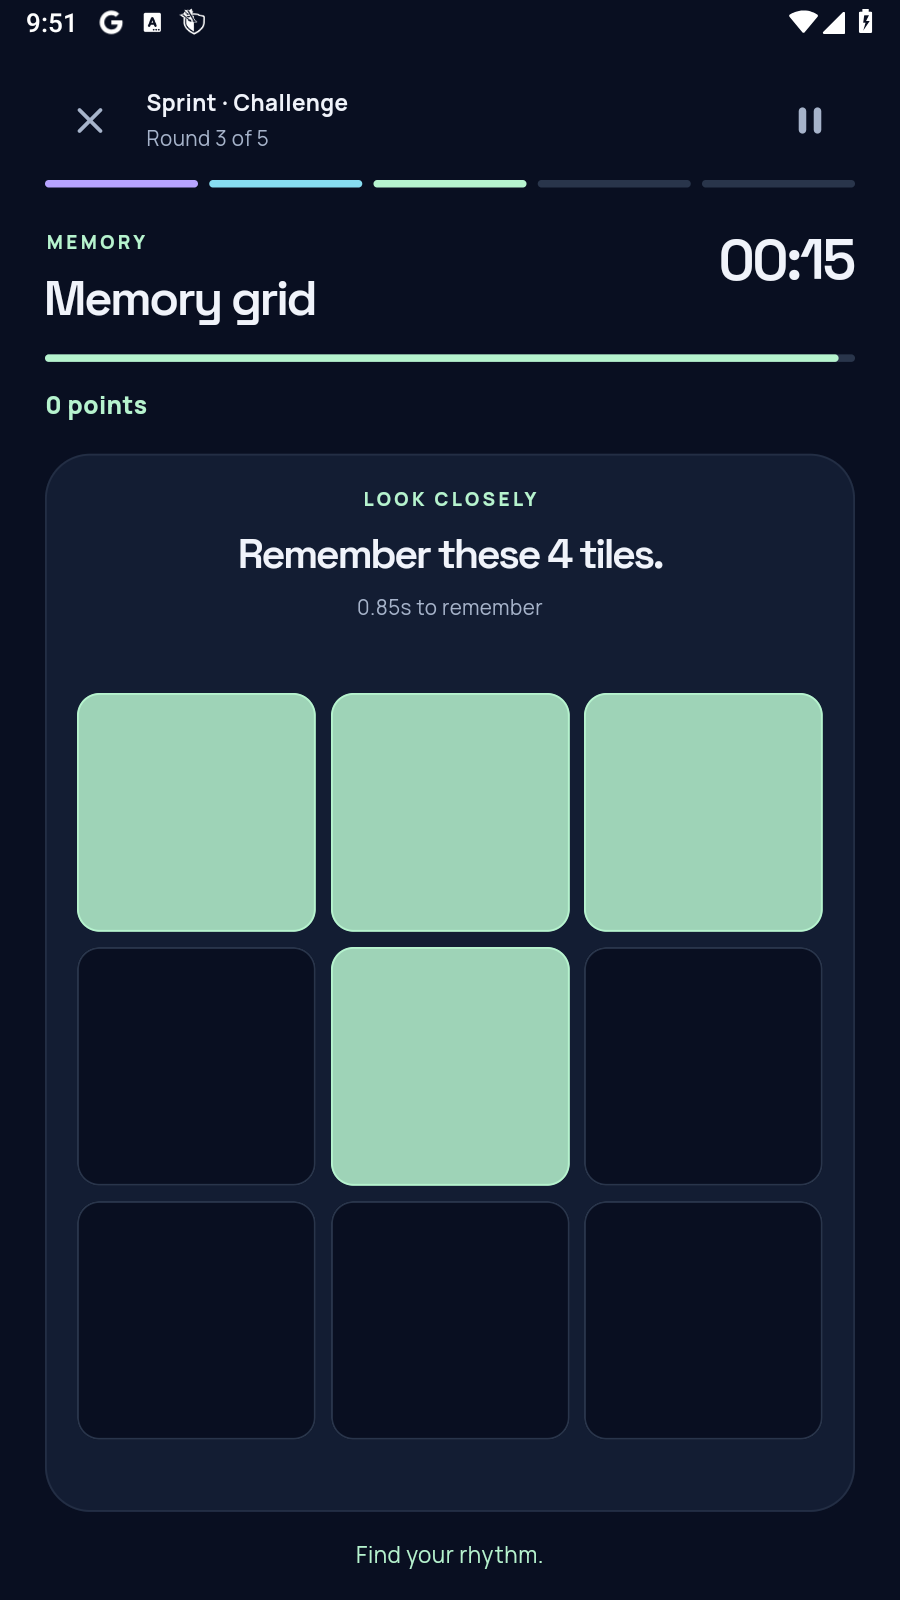 9:51
Sprint · Challenge
Round 3 of 5
MEMORY
00:15
Memory grid
0 points
LOOK CLOSELY
Remember these 4 tiles.
0.85s to remember
Find your rhythm.